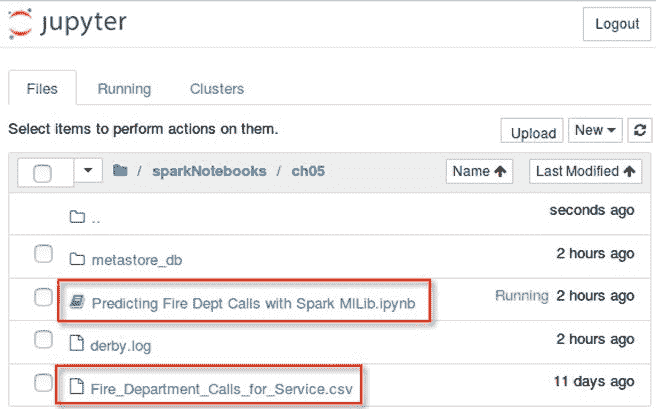 jupyter
Logout
Files Running Clusters
Select items to perform actions on them.
Upload New
/ sparkNotebooks / ch05 Name Last Modified
.. seconds ago
metastore_db 2 hours ago
Predicting Fire Dept Calls with Spark MlLib.ipynb Running 2 hours ago
derby.log 2 hours ago
Fire_Department_Calls_for_Service.csv 11 days ago